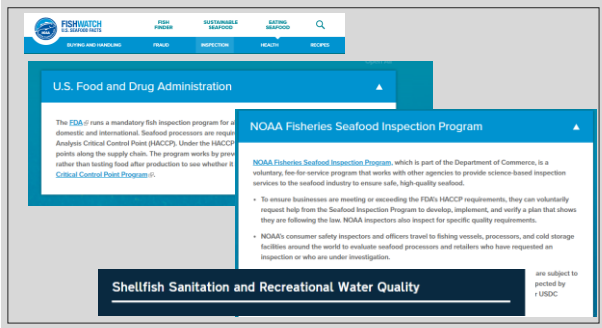 FISHWATCH
U.S. SEAFOOD FACTS
NOAA
FISH FINDER
SUSTAINABLE SEAFOOD
EATING SEAFOOD
BUYING AND HANDLING
FRAUD
INSPECTION
HEALTH
RECIPES
U.S. Food and Drug Administration
The FDA runs a mandatory fish inspection program for
domestic and international. Seafood processors are
Analysis Critical Control Point (HACCP). Under the HACCP
points along the supply chain. The program works by
rather than testing food after production to see whether it
Critical Control Point Program
NOAA Fisheries Seafood Inspection Program
NOAA Fisheries Seafood Inspection Program, which is part of the Department of Commerce, is a
voluntary, fee-for-service program that works with other agencies to provide science-based inspection
services to the seafood industry to ensure safe, high-quality seafood.
• To ensure businesses are meeting or exceeding the FDA's HACCP requirements, they can voluntarily
request help from the Seafood Inspection Program to develop, implement, and verify a plan that shows
they are following the law. NOAA inspectors also inspect for specific quality requirements.
• NOAA's consumer safety inspectors and officers travel to fishing vessels, processors, and cold storage
facilities around the world to evaluate seafood processors and retailers who have requested an
inspection or who are under investigation.
are subject to
pected by
r USDC
Shellfish Sanitation and Recreational Water Quality